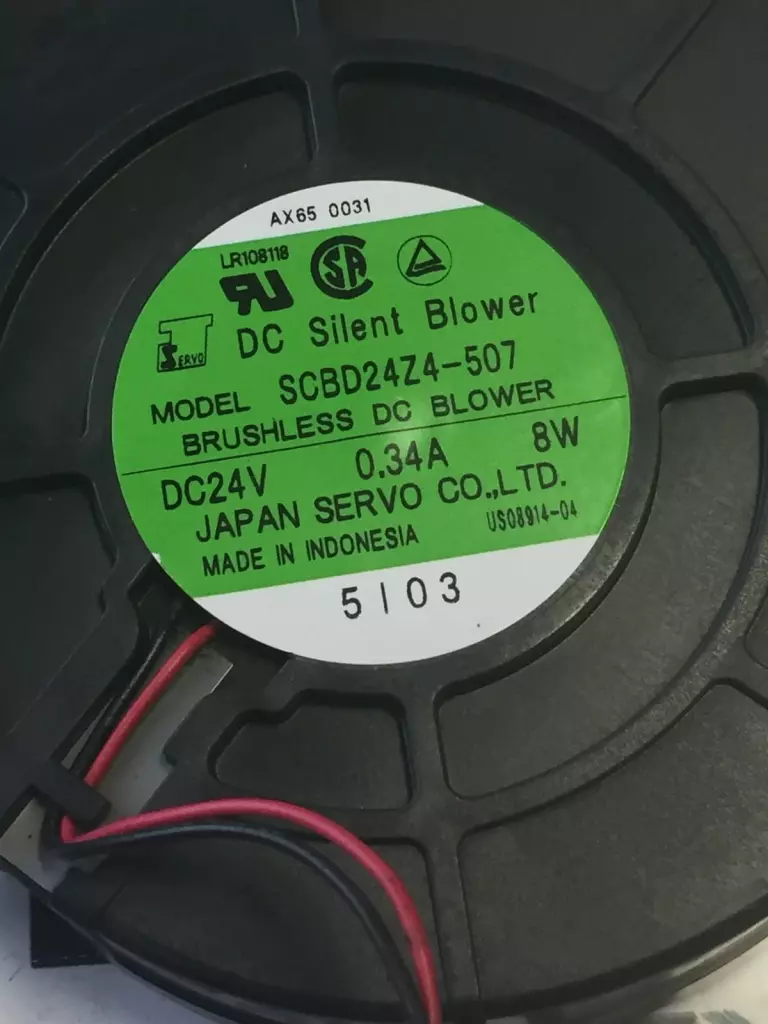 AX65 0031
LR108118
SERVO
DC Silent Blower
MODEL SCBD24Z4-507
BRUSHLESS DC BLOWER
DC24V 0.34A 8W
JAPAN SERVO CO.,LTD.
MADE IN INDONESIA US08914-04
5I03